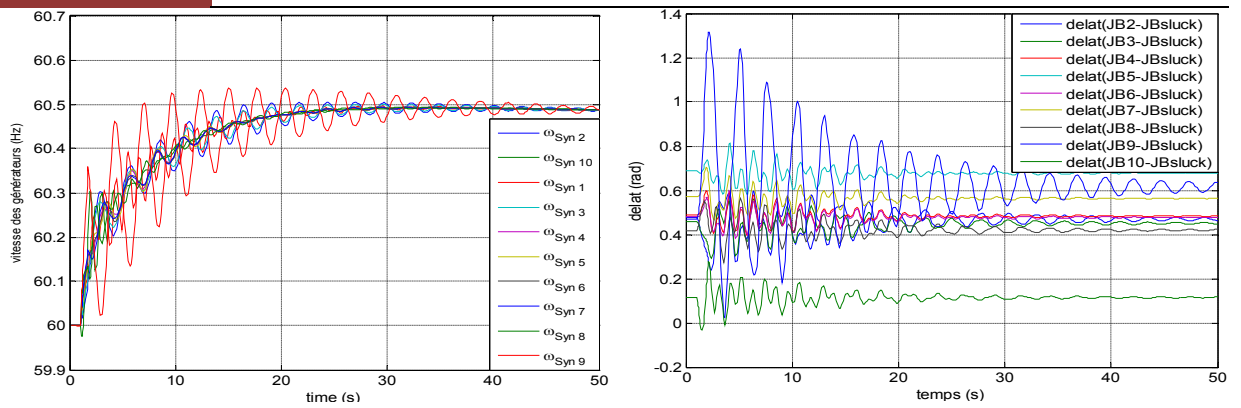 60.7
60.6
60.5
60.4
60.3
60.2
60.1
60
59.9
vitesse des générateurs (Hz)
0
10
20
30
40
50
time (s)
ωSyn 2
ωSyn 10
ωSyn 1
ωSyn 3
ωSyn 4
ωSyn 5
ωSyn 6
ωSyn 7
ωSyn 8
ωSyn 9
1.4
1.2
1
0.8
0.6
0.4
0.2
0
-0.2
delat (rad)
0
10
20
30
40
50
temps (s)
delat(JB2-JBsluck)
delat(JB3-JBsluck)
delat(JB4-JBsluck)
delat(JB5-JBsluck)
delat(JB6-JBsluck)
delat(JB7-JBsluck)
delat(JB8-JBsluck)
delat(JB9-JBsluck)
delat(JB10-JBsluck)